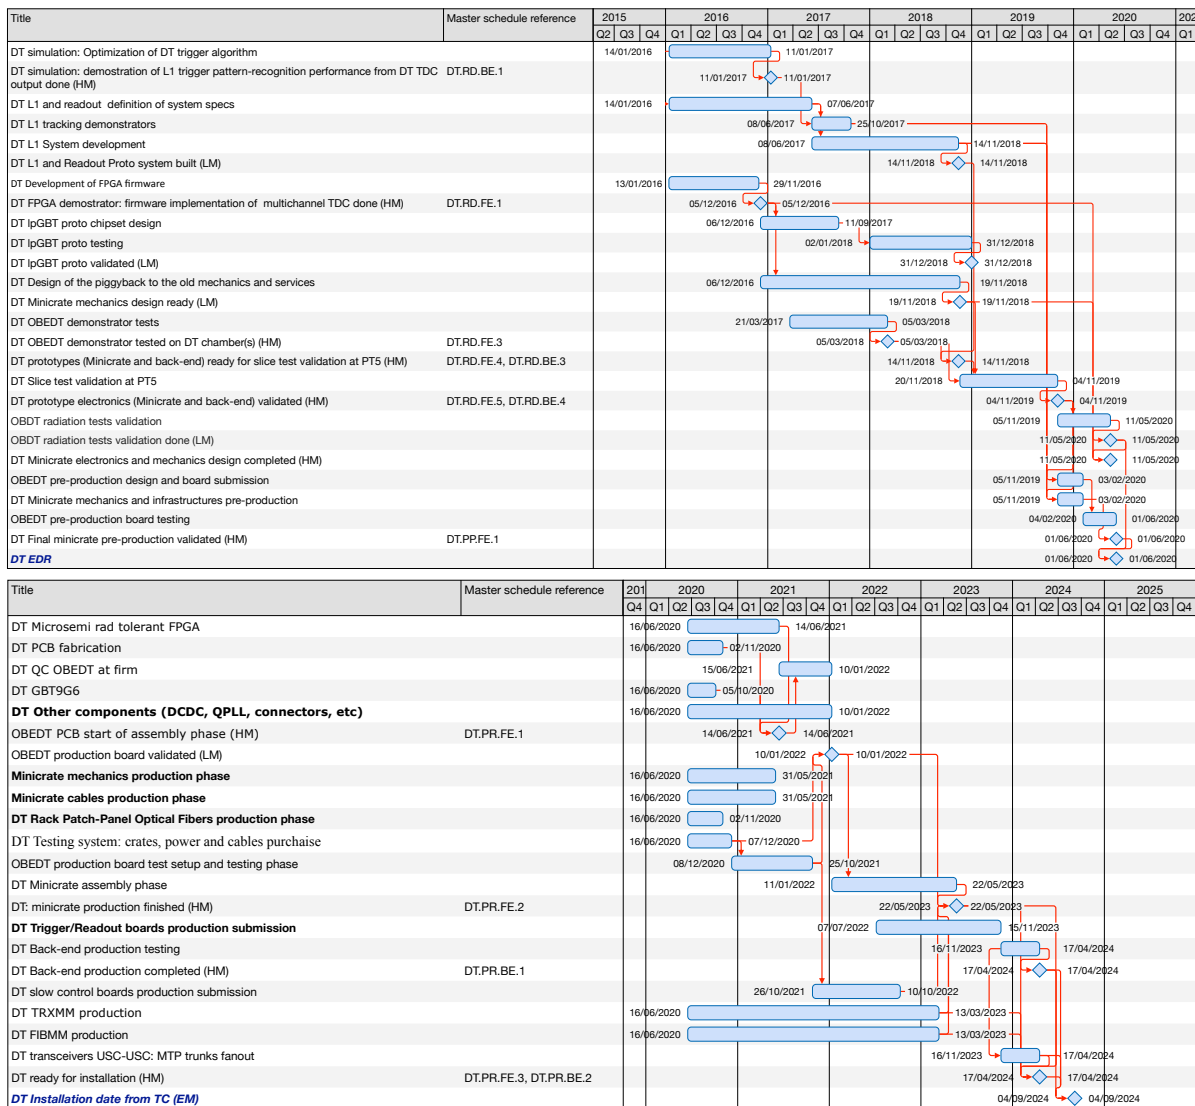 Title Master schedule reference 2015 2016 2017 2018 2019 2020 202
Q2 Q3 Q4 Q1 Q2 Q3 Q4 Q1 Q2 Q3 Q4 Q1 Q2 Q3 Q4 Q1 Q2 Q3 Q4 Q1 Q2 Q3 Q4 Q1
DT simulation: Optimization of DT trigger algorithm 14/01/2016 11/01/2017
DT simulation: demostration of L1 trigger pattern-recognition performance from DT TDC DT.RD.BE.1 11/01/2017 11/01/2017
output done (HM)
DT L1 and readout definition of system specs 14/01/2016 07/06/2017
DT L1 tracking demonstrators 08/06/2017 25/10/2017
DT L1 System development 08/06/2017 14/11/2018
DT L1 and Readout Proto system built (LM) 14/11/2018 14/11/2018
DT Development of FPGA firmware 13/01/2016 29/11/2016
DT FPGA demostrator: firmware implementation of multichannel TDC done (HM) DT.RD.FE.1 05/12/2016 05/12/2016
DT lpGBT proto chipset design 06/12/2016 11/09/2017
DT lpGBT proto testing 02/01/2018 31/12/2018
DT lpGBT proto validated (LM) 31/12/2018 31/12/2018
DT Design of the piggyback to the old mechanics and services 06/12/2016 19/11/2018
DT Minicrate mechanics design ready (LM) 19/11/2018 19/11/2018
DT OBEDT demonstrator tests 21/03/2017 05/03/2018
DT OBEDT demonstrator tested on DT chamber(s) (HM) DT.RD.FE.3 05/03/2018 05/03/2018
DT prototypes (Minicrate and back-end) ready for slice test validation at PT5 (HM) DT.RD.FE.4, DT.RD.BE.3 14/11/2018 14/11/2018
DT Slice test validation at PT5 20/11/2018 04/11/2019
DT prototype electronics (Minicrate and back-end) validated (HM) DT.RD.FE.5, DT.RD.BE.4 04/11/2019 04/11/2019
OBDT radiation tests validation 05/11/2019 11/05/2020
OBDT radiation tests validation done (LM) 11/05/2020 11/05/2020
DT Minicrate electronics and mechanics design completed (HM) 11/05/2020 11/05/2020
OBEDT pre-production design and board submission 05/11/2019 03/02/2020
DT Minicrate mechanics and infrastructures pre-production 05/11/2019 03/02/2020
OBEDT pre-production board testing 04/02/2020 01/06/2020
DT Final minicrate pre-production validated (HM) DT.PP.FE.1 01/06/2020 01/06/2020
DT EDR 01/06/2020 01/06/2020
Title Master schedule reference 201 2020 2021 2022 2023 2024 2025
Q4 Q1 Q2 Q3 Q4 Q1 Q2 Q3 Q4 Q1 Q2 Q3 Q4 Q1 Q2 Q3 Q4 Q1 Q2 Q3 Q4 Q1 Q2 Q3 Q4
DT Microsemi rad tolerant FPGA 16/06/2020 14/06/2021
DT PCB fabrication 16/06/2020 02/11/2020
DT QC OBEDT at firm 15/06/2021 10/01/2022
DT GBT9G6 16/06/2020 05/10/2020
DT Other components (DCDC, QPLL, connectors, etc) 16/06/2020 10/01/2022
OBEDT PCB start of assembly phase (HM) DT.PR.FE.1 14/06/2021 14/06/2021
OBEDT production board validated (LM) 10/01/2022 10/01/2022
Minicrate mechanics production phase 16/06/2020 31/05/2021
Minicrate cables production phase 16/06/2020 31/05/2021
DT Rack Patch-Panel Optical Fibers production phase 16/06/2020 02/11/2020
DT Testing system: crates, power and cables purchaise 16/06/2020 07/12/2020
OBEDT production board test setup and testing phase 08/12/2020 25/10/2021
DT Minicrate assembly phase 11/01/2022 22/05/2023
DT: minicrate production finished (HM) DT.PR.FE.2 22/05/2023 22/05/2023
DT Trigger/Readout boards production submission 07/07/2022 15/11/2023
DT Back-end production testing 16/11/2023 17/04/2024
DT Back-end production completed (HM) DT.PR.BE.1 17/04/2024 17/04/2024
DT slow control boards production submission 26/10/2021 10/10/2022
DT TRXMM production 16/06/2020 13/03/2023
DT FIBMM production 16/06/2020 13/03/2023
DT transceivers USC-USC: MTP trunks fanout 16/11/2023 17/04/2024
DT ready for installation (HM) DT.PR.FE.3, DT.PR.BE.2 17/04/2024 17/04/2024
DT Installation date from TC (EM) 04/09/2024 04/09/2024